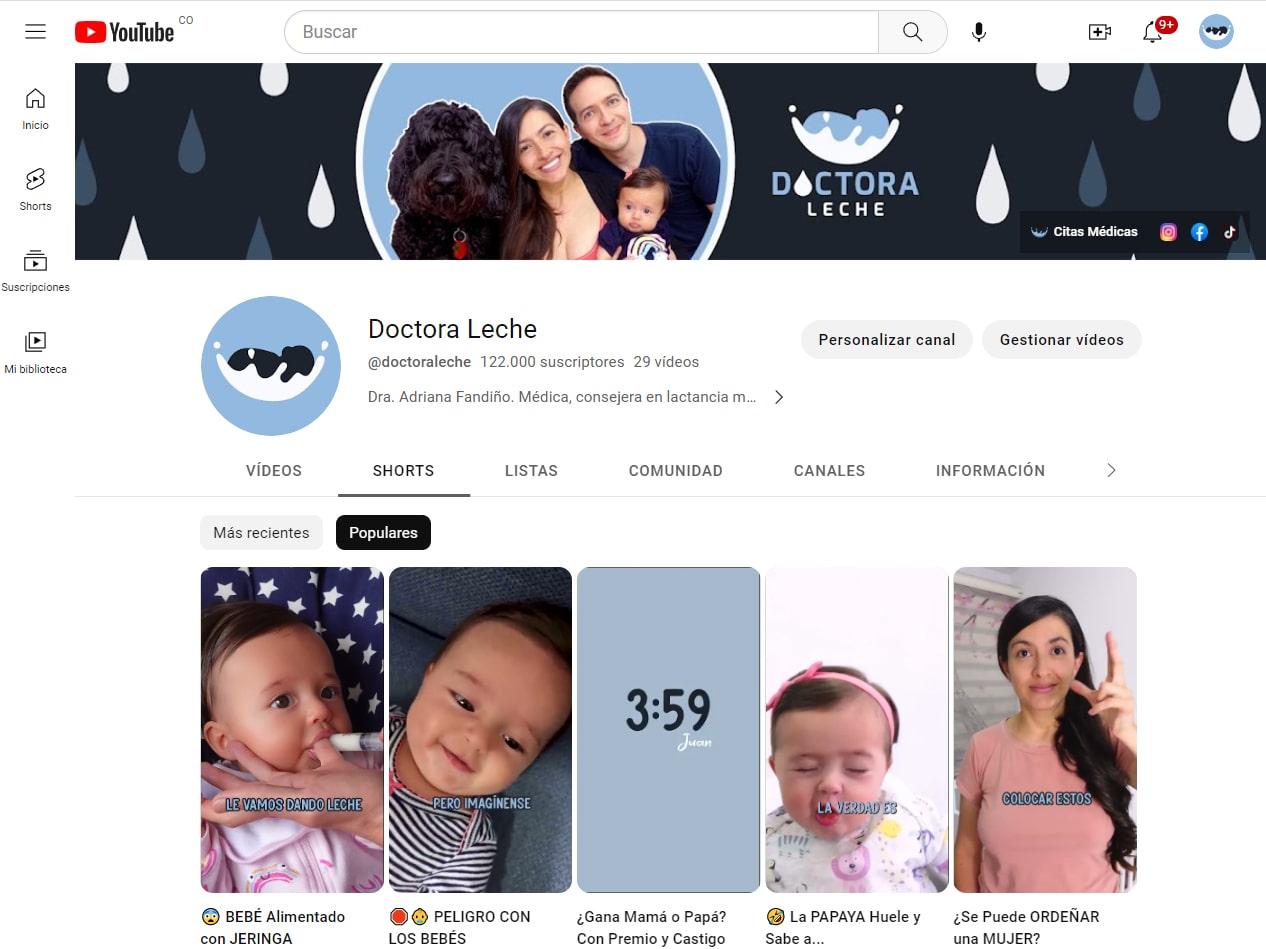 YouTube CO
Buscar
9+
Inicio
Shorts
Suscripciones
Mi biblioteca
DOCTORA
LECHE
Citas Médicas
Doctora Leche
@doctoraleche 122.000 suscriptores 29 vídeos
Dra. Adriana Fandiño. Médica, consejera en lactancia m...
Personalizar canal
Gestionar vídeos
VÍDEOS
SHORTS
LISTAS
COMUNIDAD
CANALES
INFORMACIÓN
Más recientes
Populares
LE VAMOS DANDO LECHE
PERO IMAGÍNENSE
3:59
Juan
LA VERDAD ES
COLOCAR ESTOS
😨 BEBÉ Alimentado
con JERINGA
🛑👶 PELIGRO CON
LOS BEBÉS
¿Gana Mamá o Papá?
Con Premio y Castigo
🤣 La PAPAYA Huele y
Sabe a...
¿Se Puede ORDEÑAR
una MUJER?